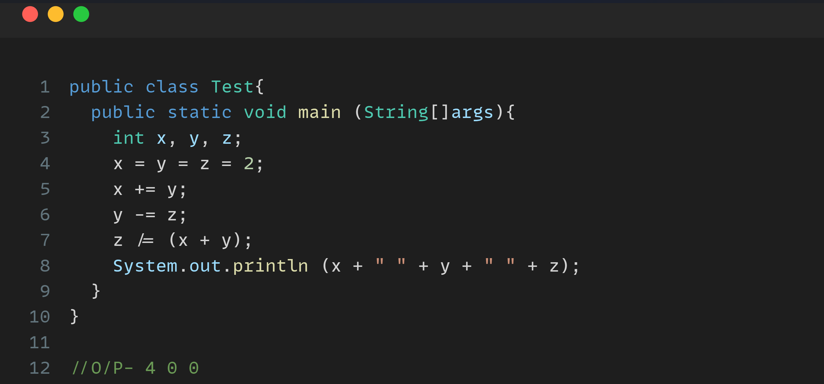 1 public class Test{
2   public static void main (String[]args){
3     int x, y, z;
4     x = y = z = 2;
5     x += y;
6     y -= z;
7     z /= (x + y);
8     System.out.println (x + " " + y + " " + z);
9   }
10 }
11
12 //O/P- 4 0 0